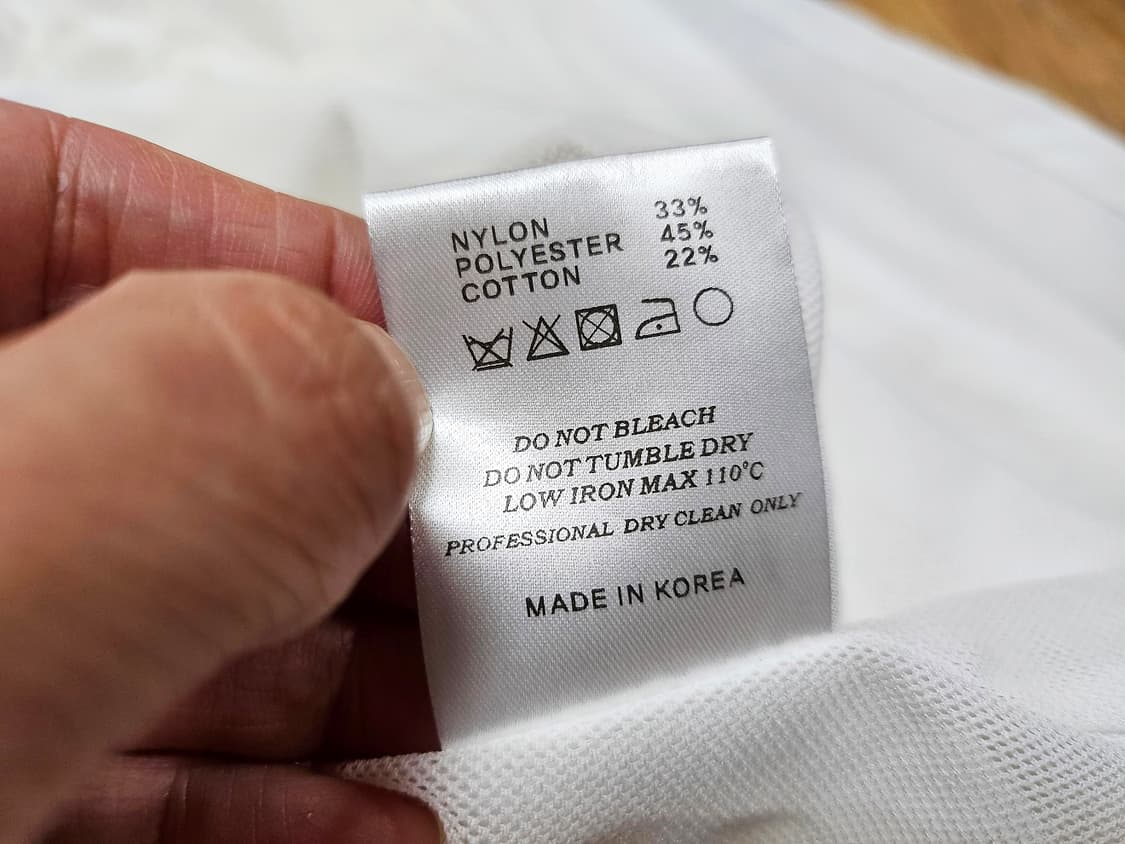 NYLON 33%
POLYESTER 45%
COTTON 22%
DO NOT BLEACH
DO NOT TUMBLE DRY
LOW IRON MAX 110°C
PROFESSIONAL DRY CLEAN ONLY
MADE IN KOREA